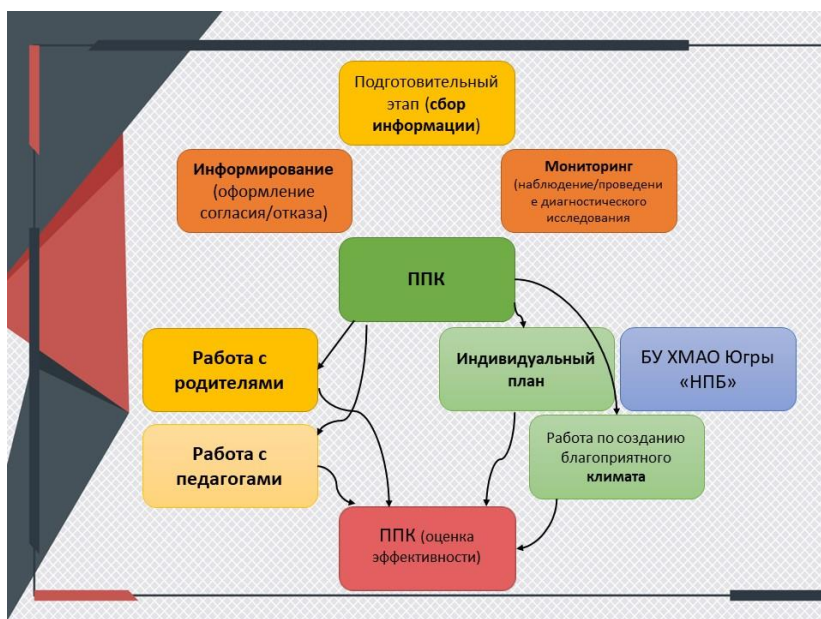 Подготовительный
этап (сбор
информации)
Информирование
(оформление
согласия/отказа)
Мониторинг
(наблюдение/проведени
е диагностического
исследования
ППК
Работа с
родителями
Индивидуальный
план
БУ ХМАО Югры
«НПБ»
Работа с
педагогами
Работа по созданию
благоприятного
климата
ППК (оценка
эффективности)